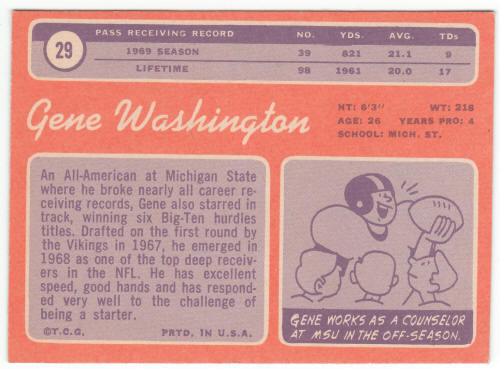 29
PASS RECEIVING RECORD NO. YDS. AVG. TDs
1969 SEASON 39 821 21.1 9
LIFETIME 98 1961 20.0 17
Gene Washington
HT: 6'3" WT: 218
AGE: 26 YEARS PRO: 4
SCHOOL: MICH. ST.
An All-American at Michigan State
where he broke nearly all career re-
ceiving records, Gene also starred in
track, winning six Big-Ten hurdles
titles. Drafted on the first round by
the Vikings in 1967, he emerged in
1968 as one of the top deep receiv-
ers in the NFL. He has excellent
speed, good hands and has respond-
ed very well to the challenge of
being a starter.
©T.C.G. PRTD. IN U.S.A.
GENE WORKS AS A COUNSELOR
AT MSU IN THE OFF-SEASON.